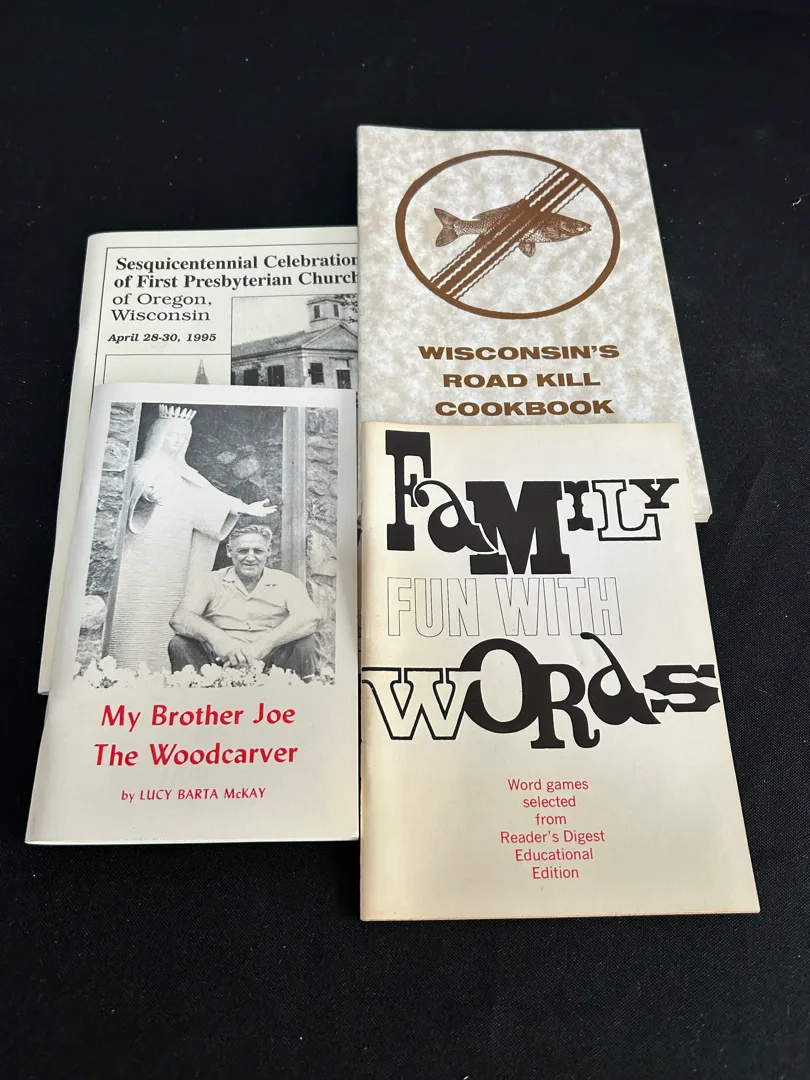 Sesquicentennial Celebration
of First Presbyterian Church
of Oregon,
Wisconsin
April 28-30, 1995
WISCONSIN'S
ROAD KILL
COOKBOOK
My Brother Joe
The Woodcarver
by LUCY BARTA McKAY
FaMILY
FUN WITH
WORdS
Word games
selected
from
Reader's Digest
Educational
Edition